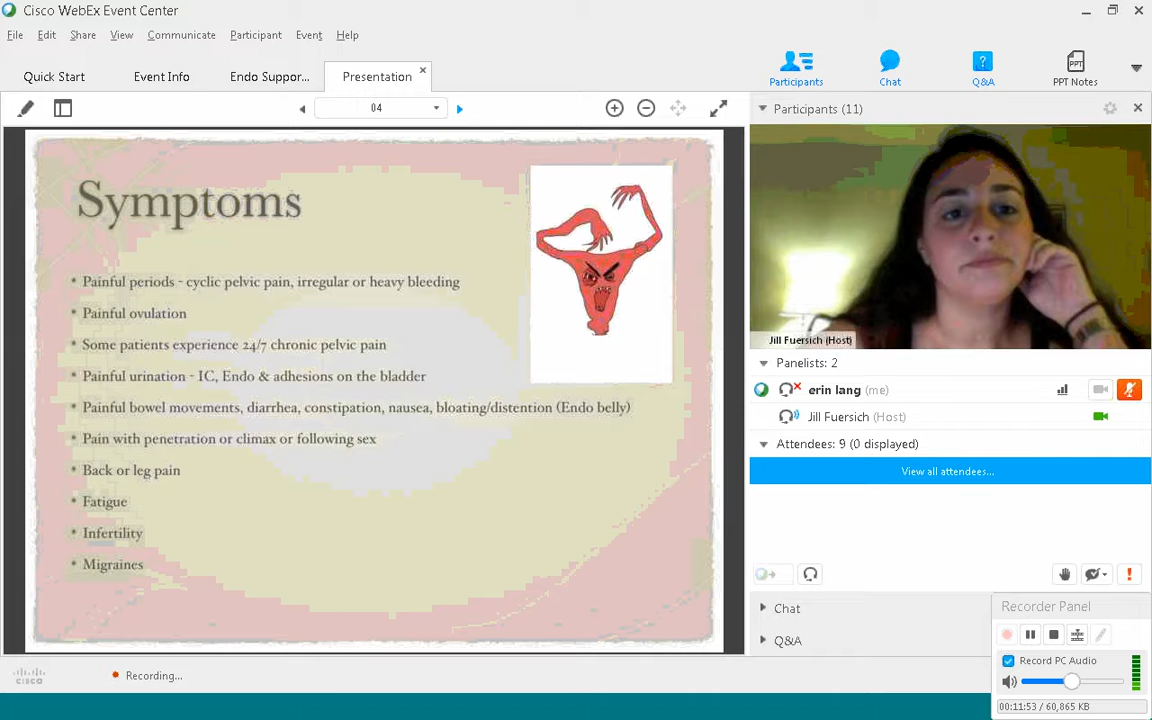 Cisco WebEx Event Center
File Edit Share View Communicate Participant Event Help
Quick Start Event Info Endo Suppor... Presentation
Participants Chat Q&A PPT Notes
04
Participants (11)
Symptoms
* Painful periods - cyclic pelvic pain, irregular or heavy bleeding
* Painful ovulation
* Some patients experience 24/7 chronic pelvic pain
* Painful urination - IC, Endo & adhesions on the bladder
* Painful bowel movements, diarrhea, constipation, nausea, bloating/distention (Endo belly)
* Pain with penetration or climax or following sex
* Back or leg pain
* Fatigue
* Infertility
* Migraines
Jill Fuersich (Host)
Panelists: 2
erin lang (me)
Jill Fuersich (Host)
Attendees: 9 (0 displayed)
View all attendees...
Chat
Q&A
Recorder Panel
Record PC Audio
00:11:53 / 60,865 KB
cisco
Recording...